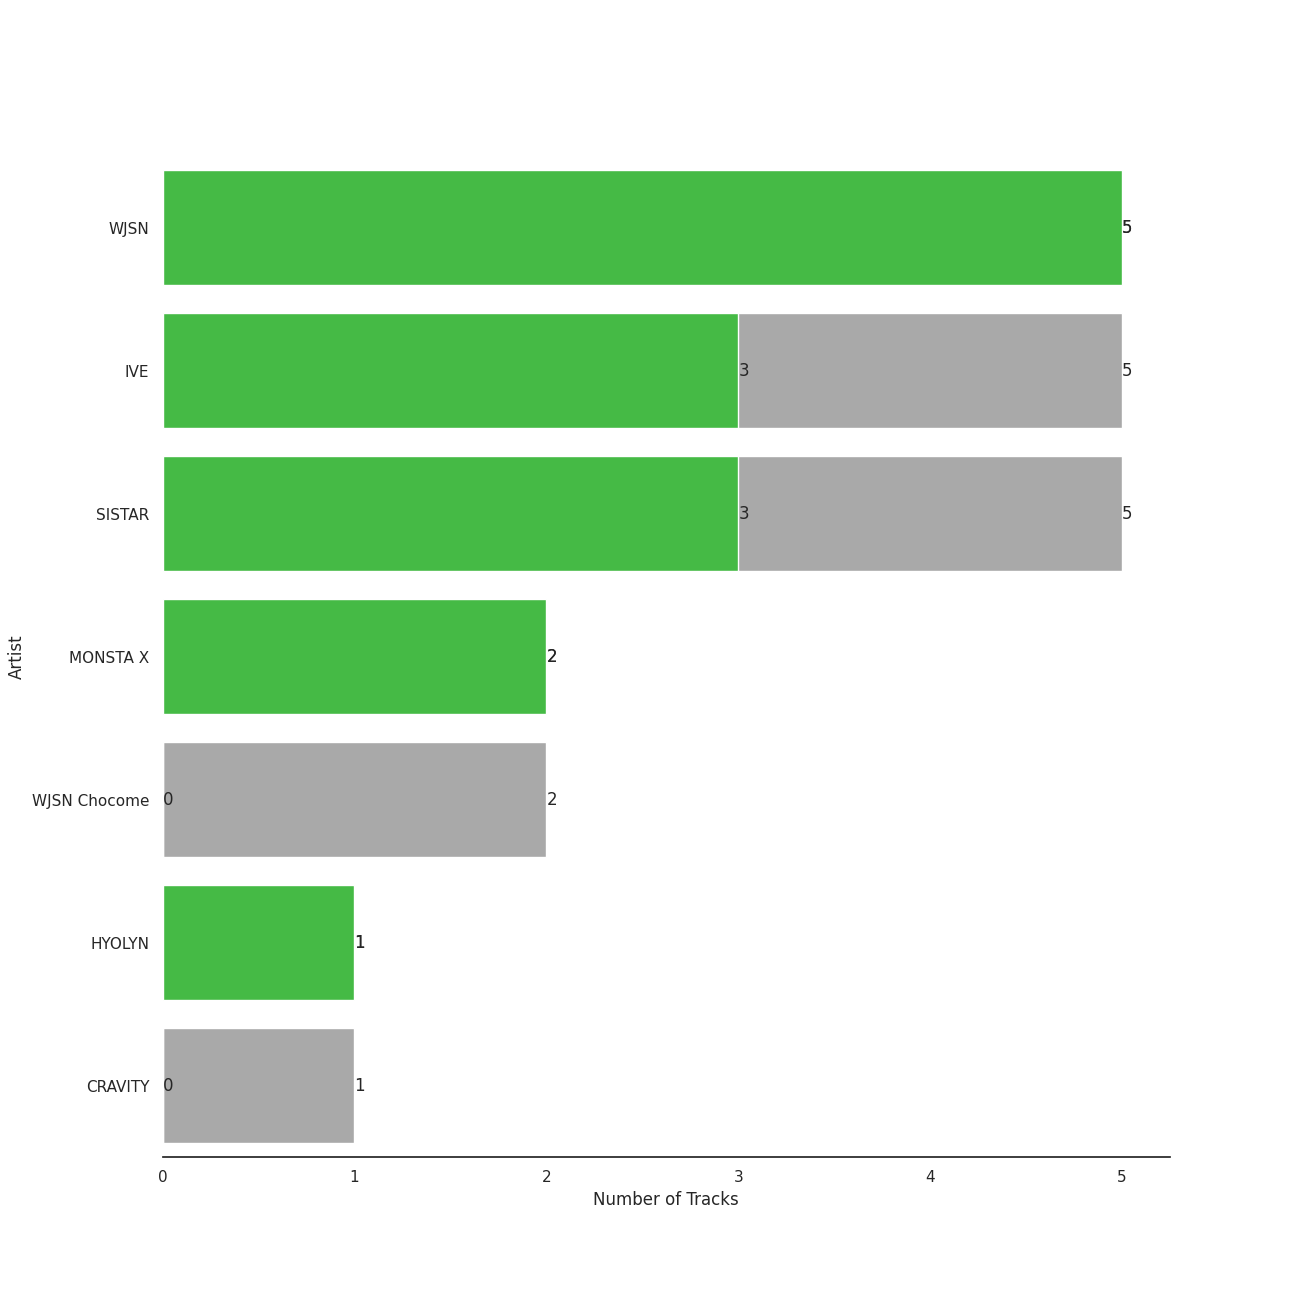 WJSN 5
IVE 3 5
SISTAR 3 5
MONSTA X 2
WJSN Chocome 0 2
HYOLYN 1
CRAVITY 0 1
Artist
0 1 2 3 4 5
Number of Tracks